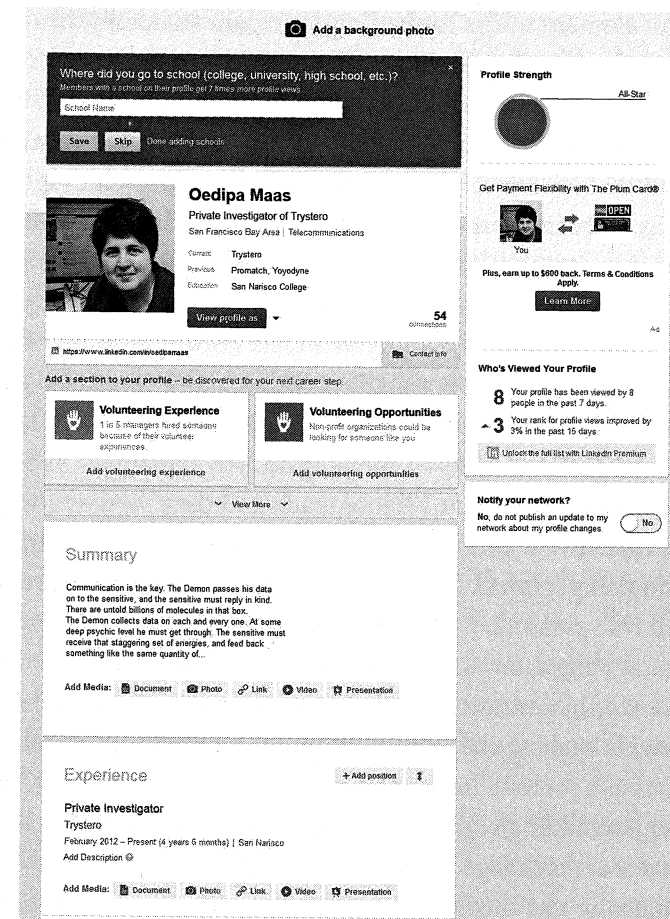 Add a background photo
Where did you go to school (college, university, high school, etc.)?
Members with a school on their profile get 7 times more profile views
School Name
Save Skip Done adding schools
Oedipa Maas
Private Investigator of Trystero
San Francisco Bay Area | Telecommunications
Current Trystero
Previous Promatch, Yoyodyne
Education San Narisco College
View profile as
54
connections
https://www.linkedin.com/in/oedipamaas
Contact Info
Add a section to your profile – be discovered for your next career step.
Volunteering Experience
1 in 5 managers hired someone
because of their volunteer
experiences.
Add volunteering experience
Volunteering Opportunities
Non-profit organizations could be
looking for someone like you
Add volunteering opportunities
View More
Summary
Communication is the key. The Demon passes his data
on to the sensitive, and the sensitive must reply in kind.
There are untold billions of molecules in that box.
The Demon collects data on each and every one. At some
deep psychic level he must get through. The sensitive must
receive that staggering set of energies, and feed back
something like the same quantity of...
Add Media: Document Photo Link Video Presentation
Experience
+ Add position
Private Investigator
Trystero
February 2012 – Present (4 years 6 months) | San Narisco
Add Description
Add Media: Document Photo Link Video Presentation
Profile Strength
All-Star
Get Payment Flexibility with The Plum Card®
OPEN
You
Plus, earn up to $600 back. Terms & Conditions
Apply.
Learn More
Ad
Who's Viewed Your Profile
8 Your profile has been viewed by 8
people in the past 7 days.
3 Your rank for profile views improved by
3% in the past 15 days
Unlock the full list with LinkedIn Premium
Notify your network?
No, do not publish an update to my
network about my profile changes.
No